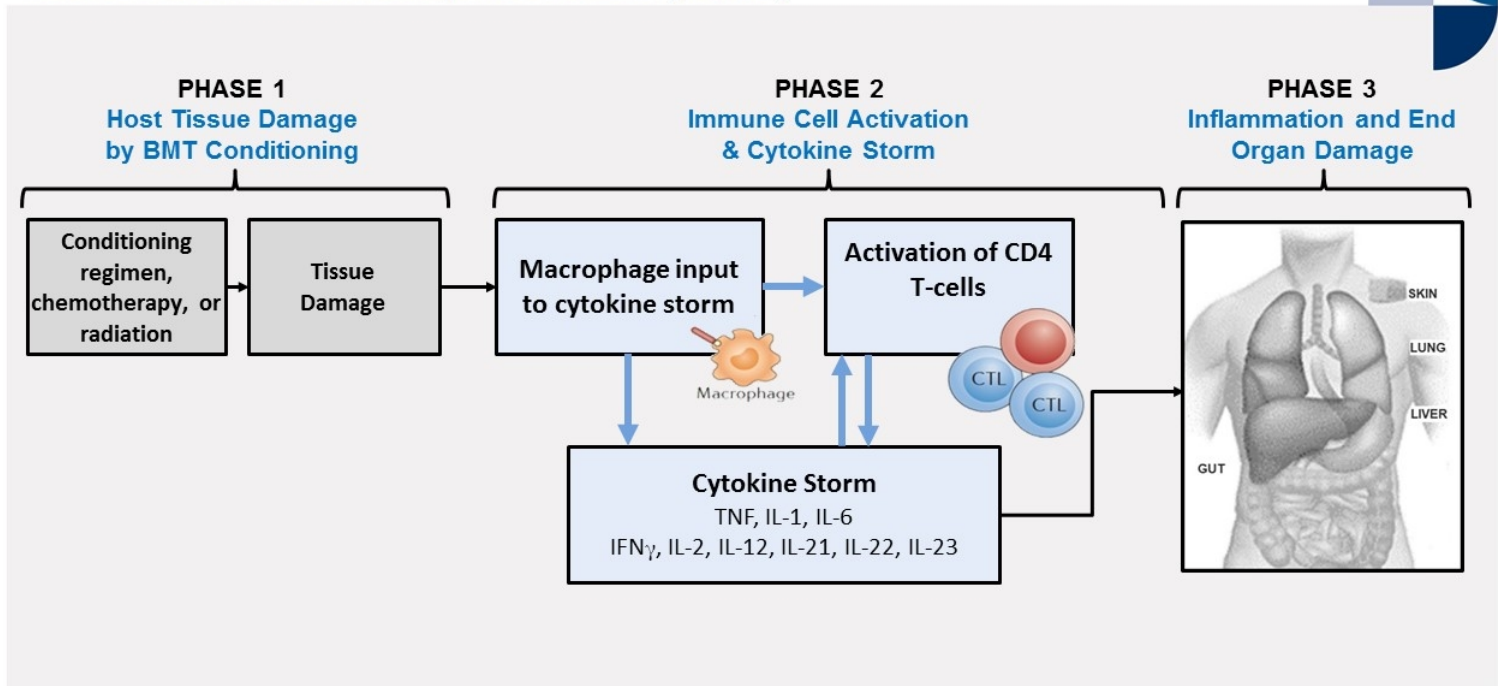 PHASE 1
Host Tissue Damage
by BMT Conditioning
PHASE 2
Immune Cell Activation
& Cytokine Storm
PHASE 3
Inflammation and End
Organ Damage
Conditioning
regimen,
chemotherapy, or
radiation
Tissue
Damage
Macrophage input
to cytokine storm
Macrophage
Activation of CD4
T-cells
CTL
CTL
Cytokine Storm
TNF, IL-1, IL-6
IFNγ, IL-2, IL-12, IL-21, IL-22, IL-23
SKIN
LUNG
LIVER
GUT